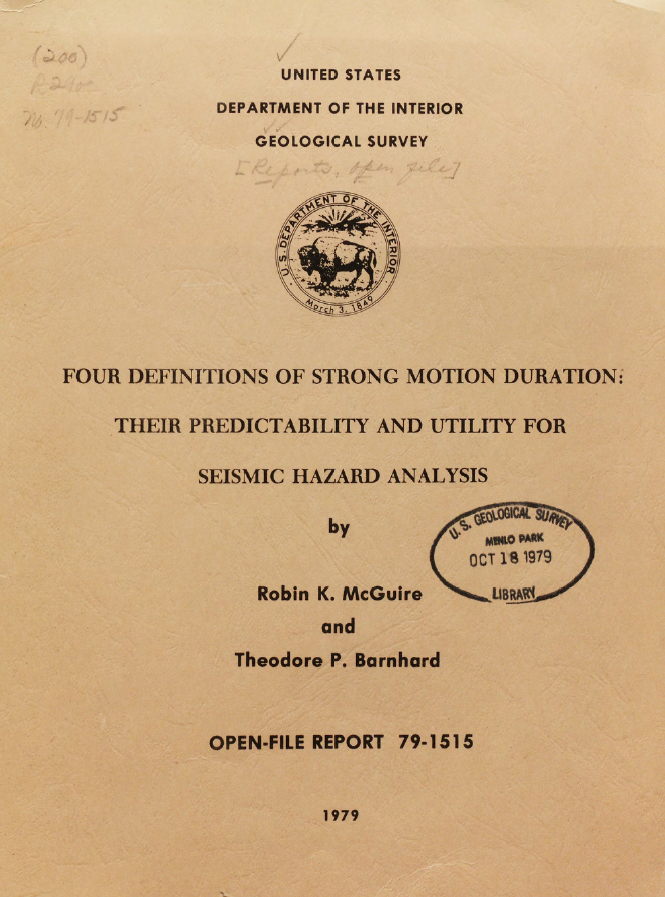 (200)
R290
no. 79-1515
UNITED STATES
DEPARTMENT OF THE INTERIOR
GEOLOGICAL SURVEY
[Reports, open file]
U.S. DEPARTMENT OF THE INTERIOR
March 3, 1849
FOUR DEFINITIONS OF STRONG MOTION DURATION:
THEIR PREDICTABILITY AND UTILITY FOR
SEISMIC HAZARD ANALYSIS
by
U.S. GEOLOGICAL SURVEY
MENLO PARK
OCT 18 1979
LIBRARY
Robin K. McGuire
and
Theodore P. Barnhard
OPEN-FILE REPORT 79-1515
1979